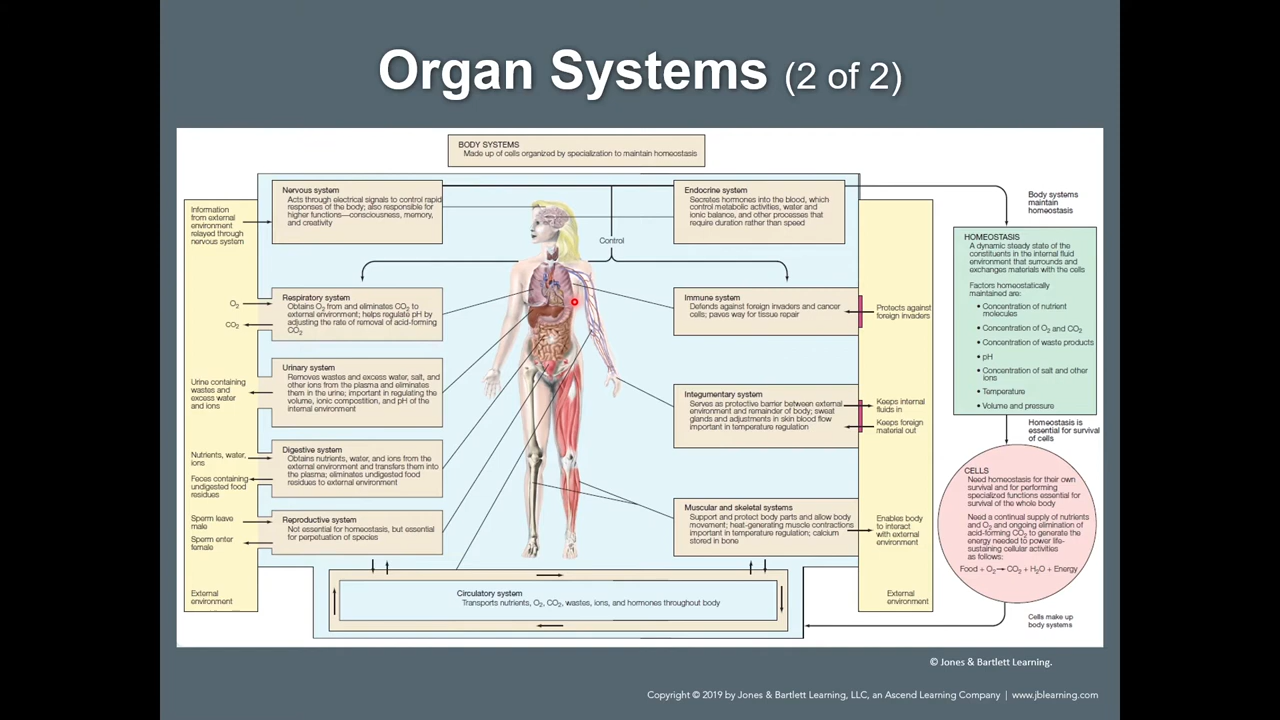 Organ Systems (2 of 2)
BODY SYSTEMS
Made up of cells organized by specialization to maintain homeostasis
Information
from external
environment
relayed through
nervous system
Nervous system
Acts through electrical signals to control rapid
responses of the body; also responsible for
higher functions—consciousness, memory,
and creativity
Control
Endocrine system
Secretes hormones into the blood, which
control metabolic activities, water and
ionic balance, and other processes that
require duration rather than speed
Body systems
maintain
homeostasis
O2
CO2
Respiratory system
Obtains O2 from and eliminates CO2 to
external environment; helps regulate pH by
adjusting the rate of removal of acid-forming
CO2
Immune system
Defends against foreign invaders and cancer
cells; paves way for tissue repair
Protects against
foreign invaders
HOMEOSTASIS
A dynamic steady state of the
constituents in the internal fluid
environment that surrounds and
exchanges materials with the cells
Factors homeostatically
maintained are:
• Concentration of nutrient
molecules
• Concentration of O2 and CO2
• Concentration of waste products
• pH
• Concentration of salt and other
ions
• Temperature
• Volume and pressure
Urine containing
wastes and
excess water
and ions
Urinary system
Removes wastes and excess water, salt, and
other ions from the plasma and eliminates
them in the urine; important in regulating the
volume, ionic compostition, and pH of the
internal environment
Integumentary system
Serves as protective barrier between external
environment and remainder of body; sweat
glands and adjustments in skin blood flow
important in temperature regulation
Keeps internal
fluids in
Keeps foreign
material out
Homeostasis is
essential for survival
of cells
Nutrients, water,
ions
Feces containing
undigested food
residues
Digestive system
Obtains nutrients, water, and ions from the
external environment and transfers them into
the plasma; eliminates undigested food
residues to external environment
Sperm leave
male
Sperm enter
female
Reproductive system
Not essential for homeostasis, but essential
for perpetuation of species
Muscular and skeletal systems
Support and protect body parts and allow body
movement; heat-generating muscle contractions
important in temperature regulation; calcium
stored in bone
Enables body
to interact
with external
environment
CELLS
Need homeostasis for their own
survival and for performing
specialized functions essential for
survival of the whole body
Need a continual supply of nutrients
and O2 and ongoing elimination of
acid-forming CO2 to generate the
energy needed to power life-
sustaining cellular activities
as follows:
Food + O2 → CO2 + H2O + Energy
External
environment
Circulatory system
Transports nutrients, O2, CO2, wastes, ions, and hormones throughout body
External
environment
Cells make up
body systems
© Jones & Bartlett Learning.
Copyright © 2019 by Jones & Bartlett Learning, LLC, an Ascend Learning Company | www.jblearning.com